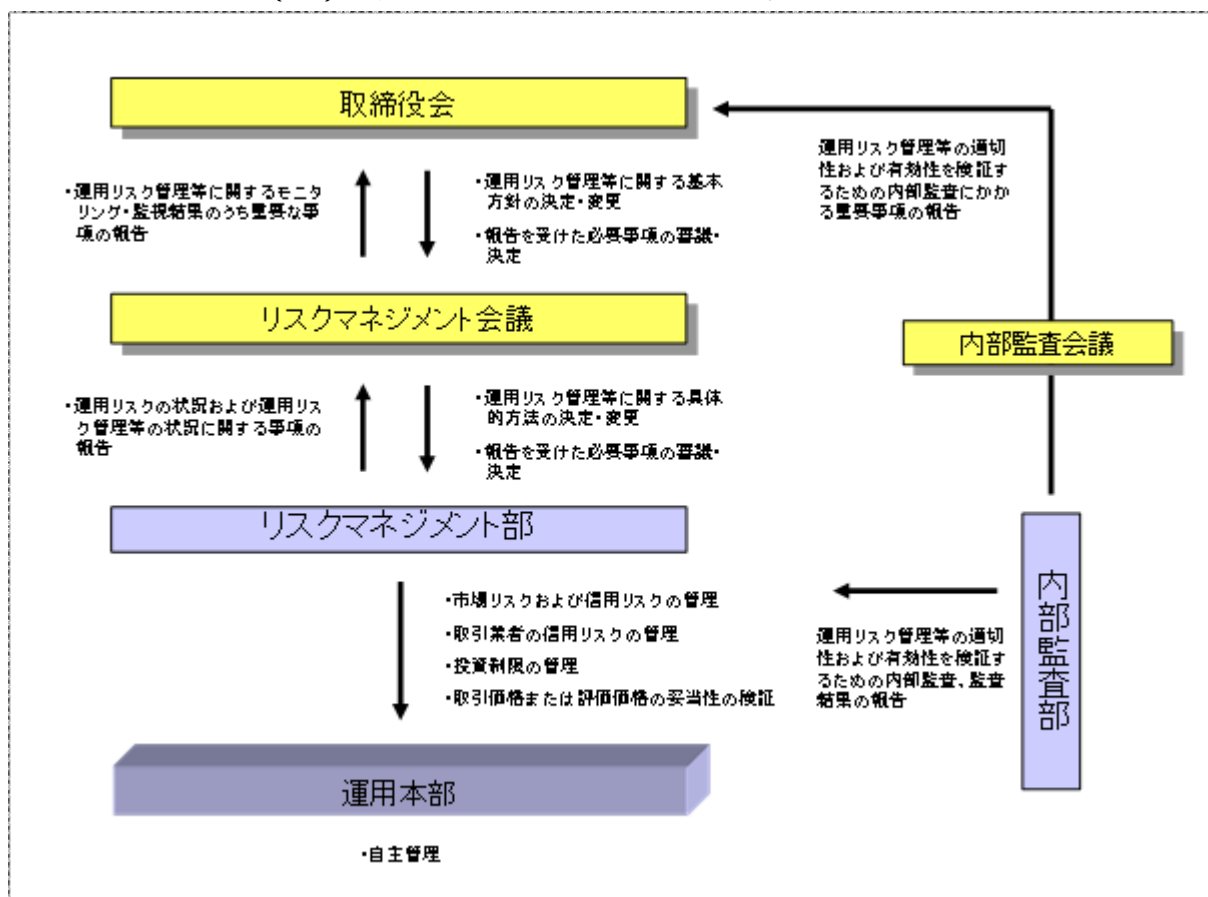 取締役会
・運用リスク管理等に関するモニ
タリング・監視結果のうち重要な事
項の報告
・運用リスク管理等に関する基本
方針の決定・変更
・報告を受けた必要事項の審議・
決定
運用リスク管理等の適切
性および有効性を検証す
るための内部監査にかか
る重要事項の報告
リスクマネジメント会議
内部監査会議
・運用リスクの状況および運用リス
ク管理等の状況に関する事項の
報告
・運用リスク管理等に関する具体
的方法の決定・変更
・報告を受けた必要事項の審議・
決定
リスクマネジメント部
・市場リスクおよび信用リスクの管理
・取引業者の信用リスクの管理
・投資制限の管理
・取引価格または評価価格の妥当性の検証
運用リスク管理等の適切
性および有効性を検証す
るための内部監査、監査
結果の報告
内部監査部
運用本部
・自主管理